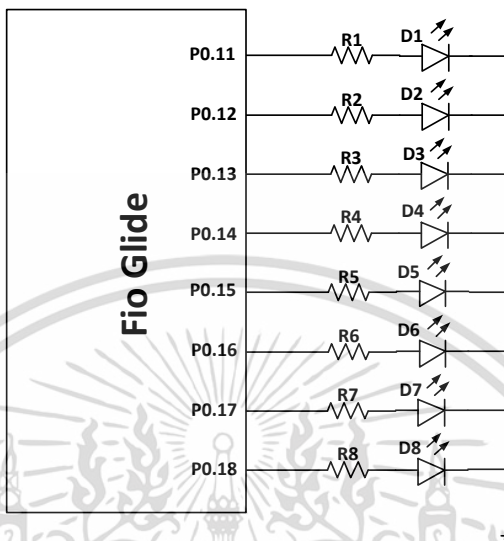 P0.11 R1 D1
P0.12 R2 D2
P0.13 R3 D3
P0.14 R4 D4
P0.15 R5 D5
P0.16 R6 D6
P0.17 R7 D7
P0.18 R8 D8
Fio Glide